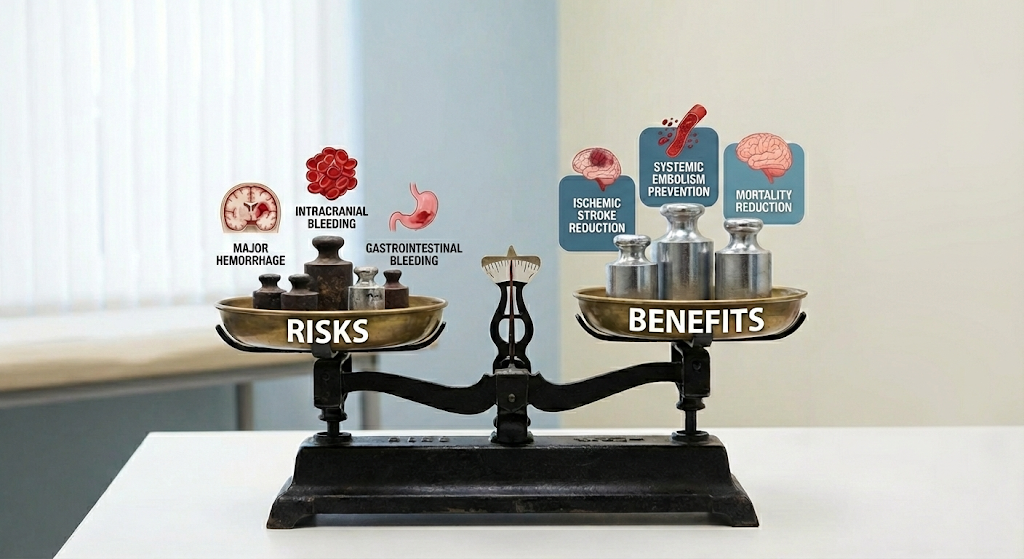 INTRACRANIAL
BLEEDING
MAJOR
HEMORRHAGE
GASTROINTESTINAL
BLEEDING
RISKS
ISCHEMIC
STROKE
REDUCTION
SYSTEMIC
EMBOLISM
PREVENTION
MORTALITY
REDUCTION
BENEFITS